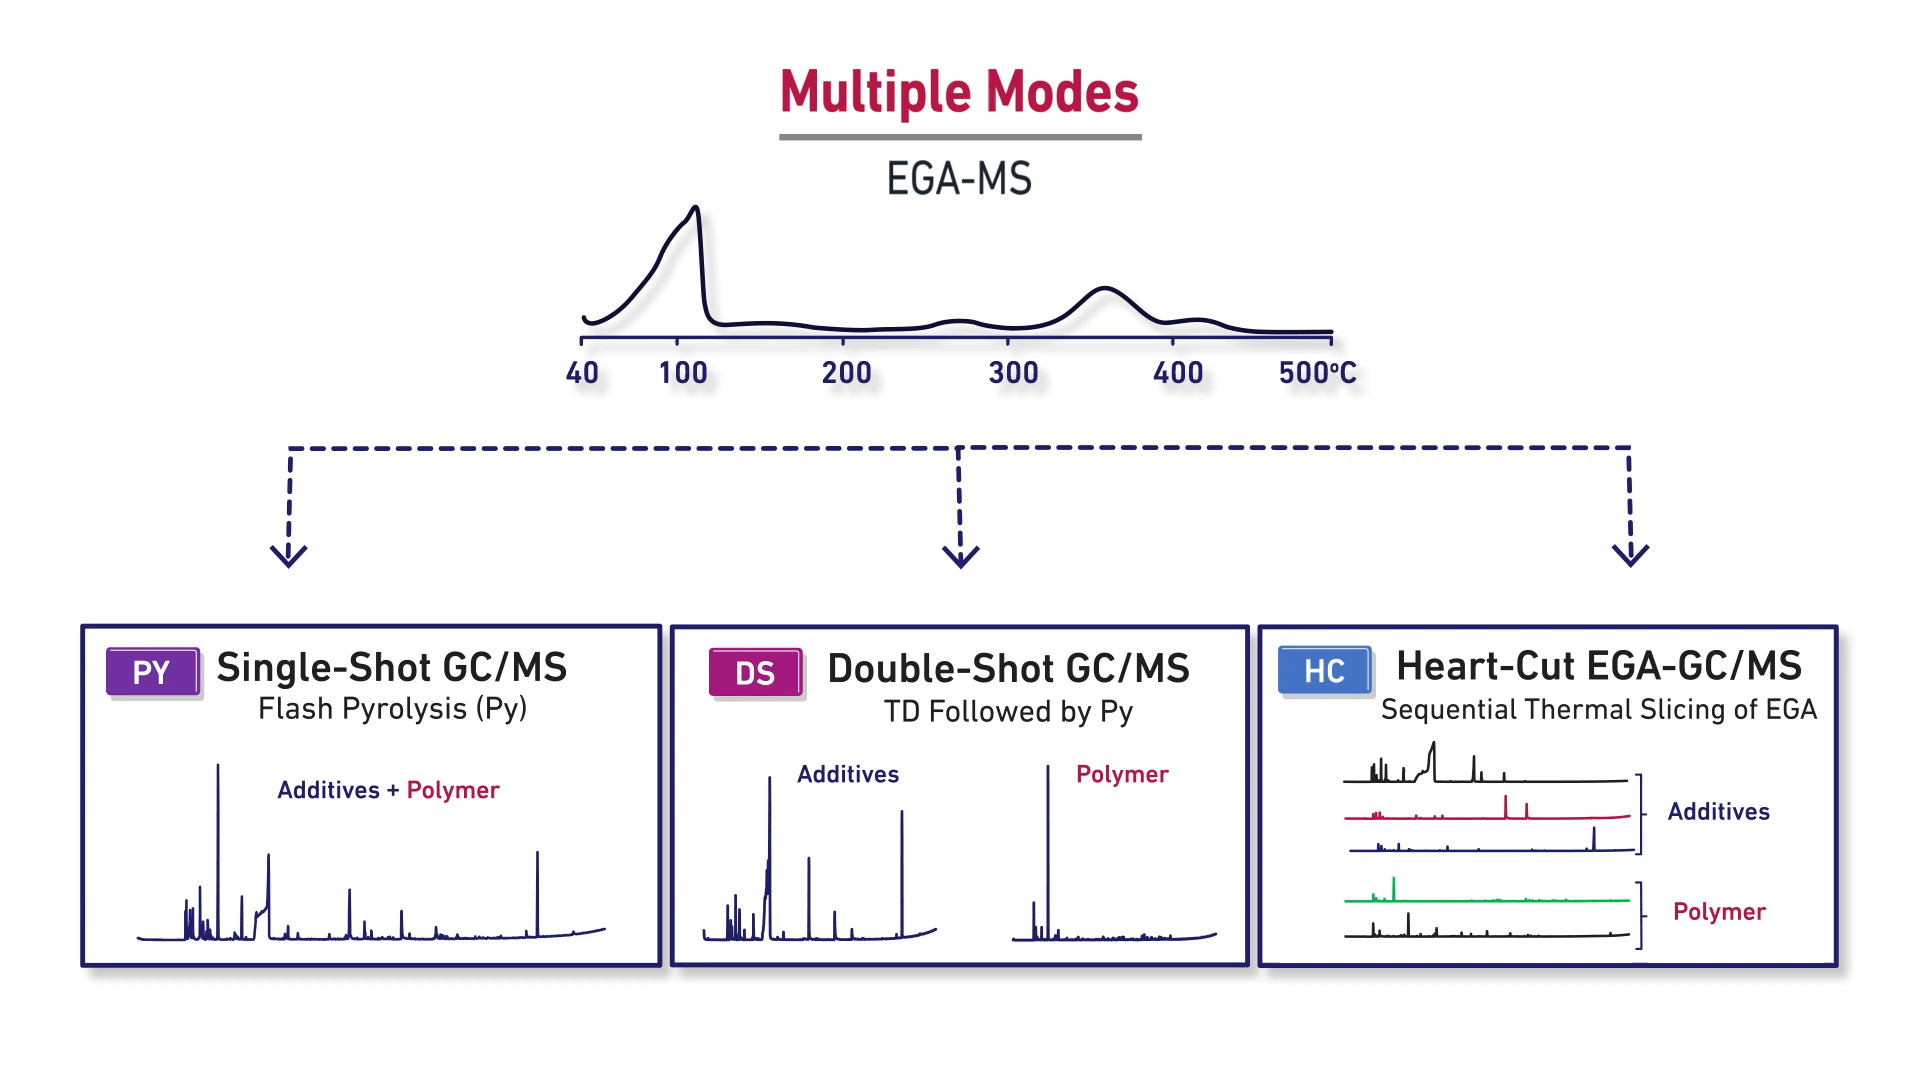 Multiple Modes
EGA-MS
40 100 200 300 400 500ºC
PY
Single-Shot GC/MS
Flash Pyrolysis (Py)
Additives + Polymer
DS
Double-Shot GC/MS
TD Followed by Py
Additives
Polymer
HC
Heart-Cut EGA-GC/MS
Sequential Thermal Slicing of EGA
Additives
Polymer